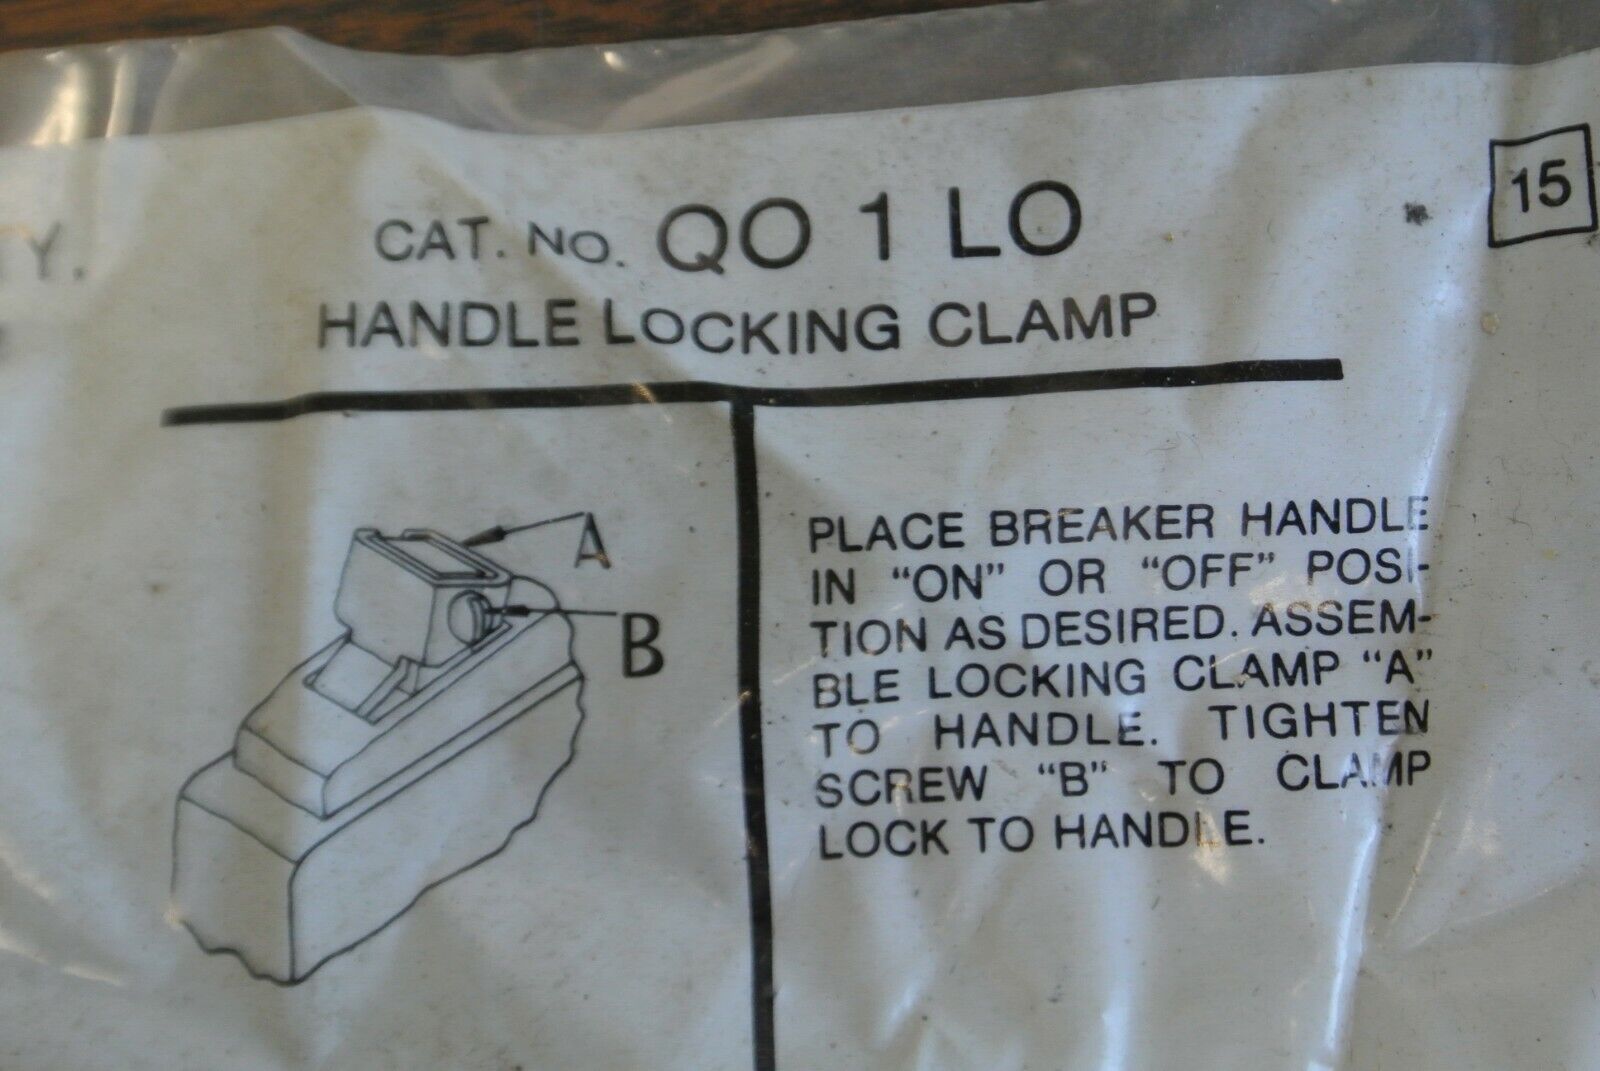 TY.
CAT. No. QO 1 LO
15
HANDLE LOCKING CLAMP
A
B
PLACE BREAKER HANDLE
IN "ON" OR "OFF" POSI-
TION AS DESIRED. ASSEM-
BLE LOCKING CLAMP "A"
TO HANDLE. TIGHTEN
SCREW "B" TO CLAMP
LOCK TO HANDLE.